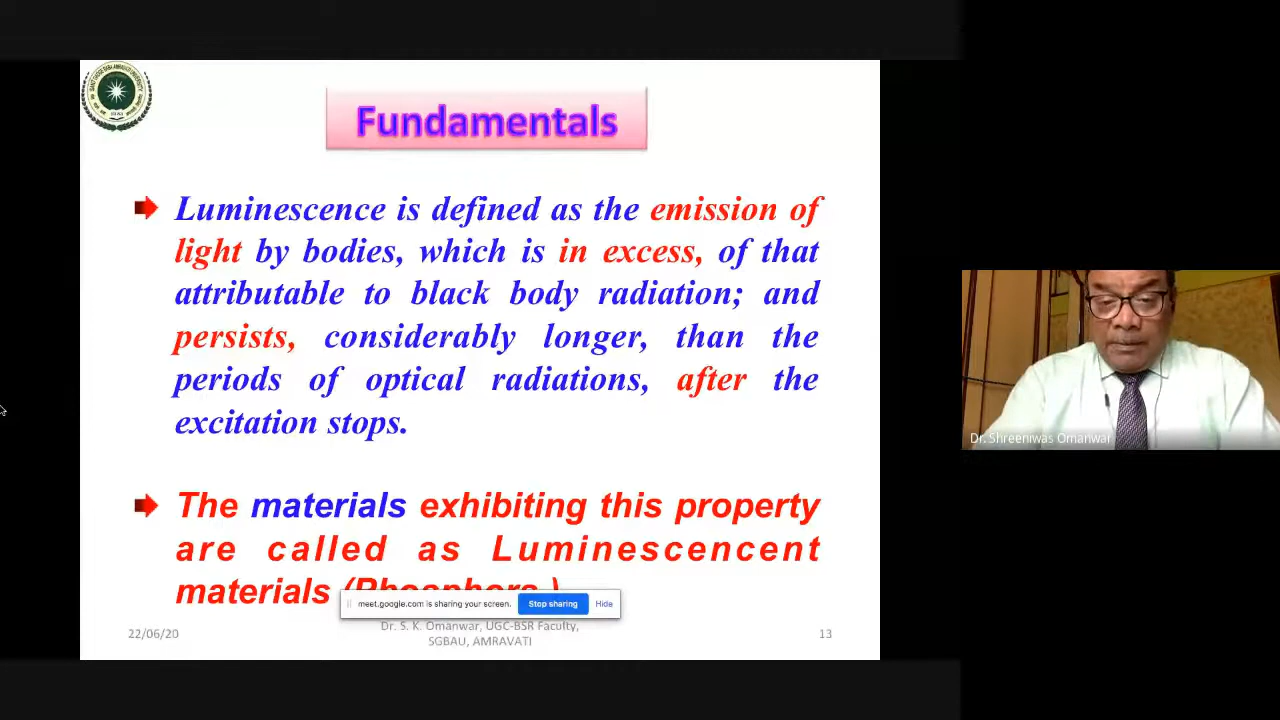 Fundamentals
Luminescence is defined as the emission of
light by bodies, which is in excess, of that
attributable to black body radiation; and
persists, considerably longer, than the
periods of optical radiations, after the
excitation stops.
The materials exhibiting this property
are called as Luminescencent
materials (Phosphors )
meet.google.com is sharing your screen. Stop sharing Hide
22/06/20
Dr. S. K. Omanwar, UGC-BSR Faculty,
SGBAU, AMRAVATI
13
Dr. Shreeniwas Omanwar